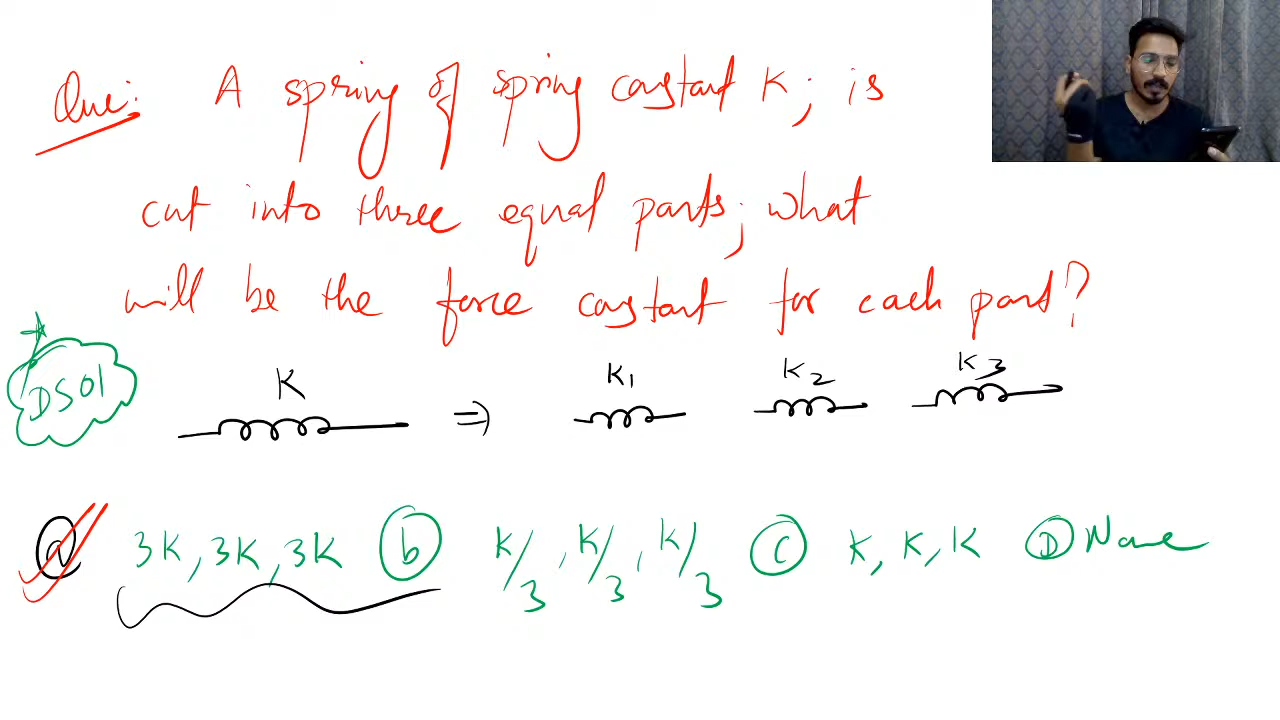 Que: A spring of spring constant K; is
cut into three equal parts; what
will be the force constant for each part?
DSOI
K ⇒ K1 K2 K3
(a) 3K, 3K, 3K (b) K/3, K/3, K/3 (c) K, K, K (D) None